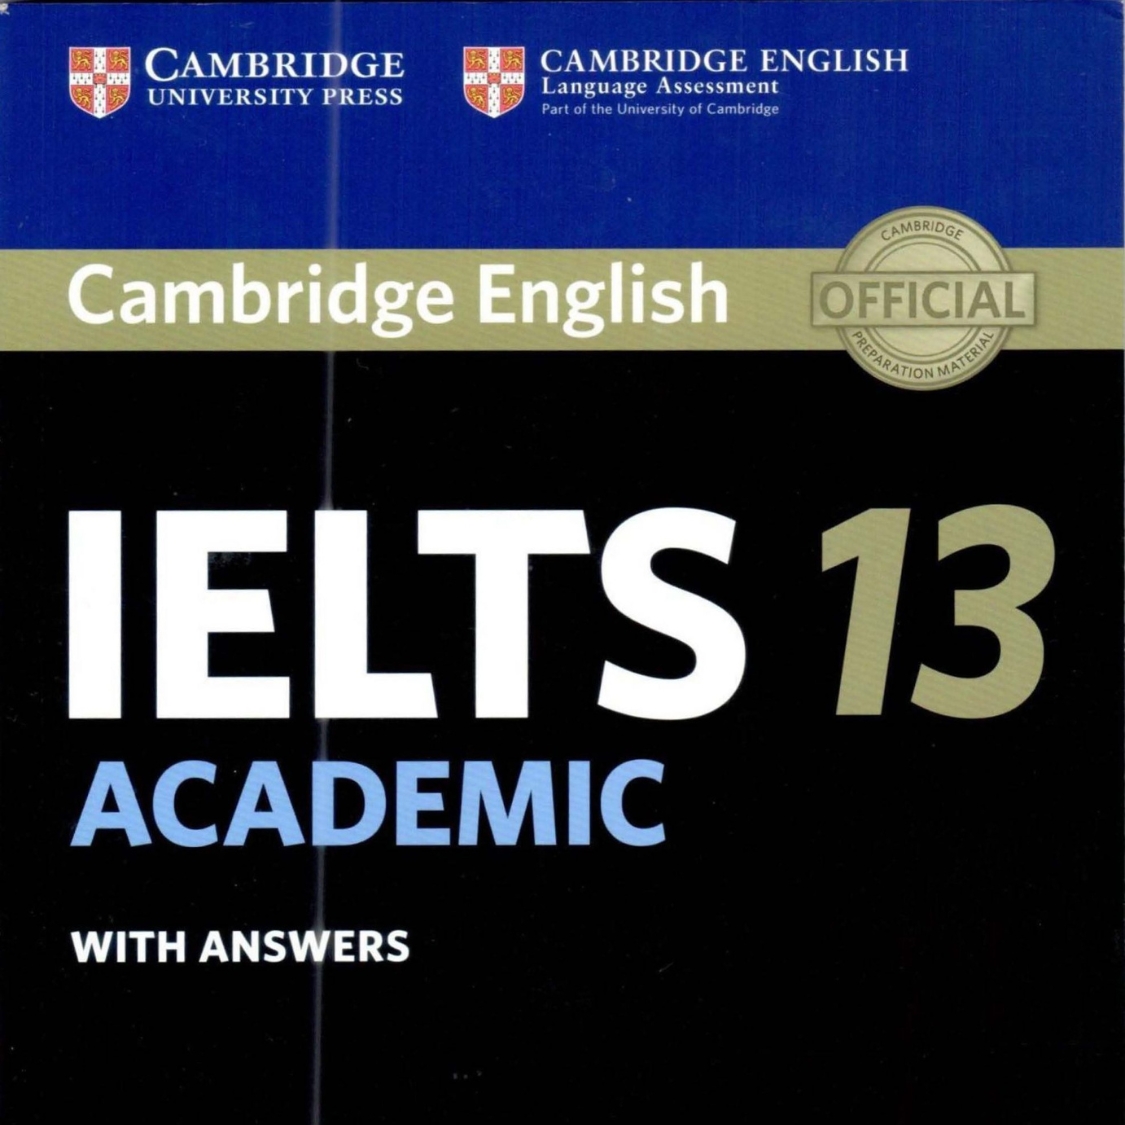 CAMBRIDGE
UNIVERSITY PRESS
CAMBRIDGE ENGLISH
Language Assessment
Part of the University of Cambridge
Cambridge English
CAMBRIDGE
OFFICIAL
PREPARATION MATERIAL
IELTS 13
ACADEMIC
WITH ANSWERS